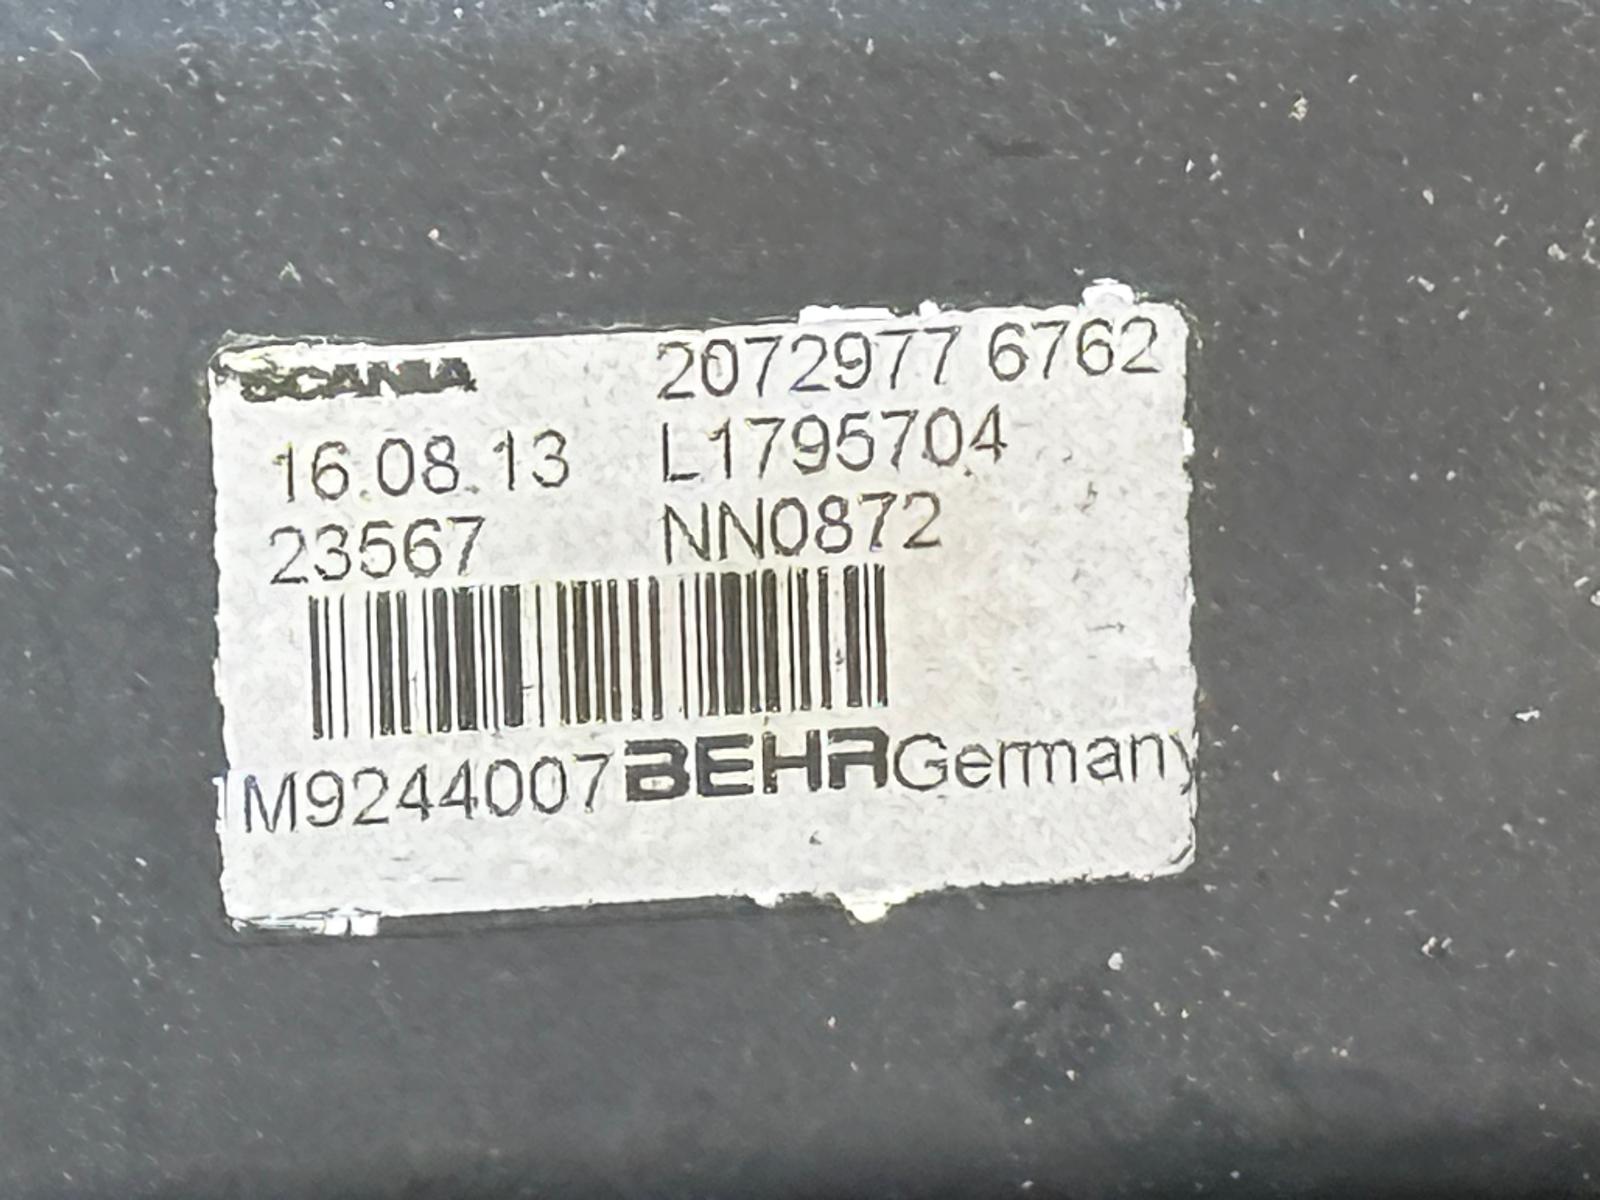 SCANIA 2072977 6762
16.08.13 L1795704
23567 NN0872
M9244007 BEHR Germany